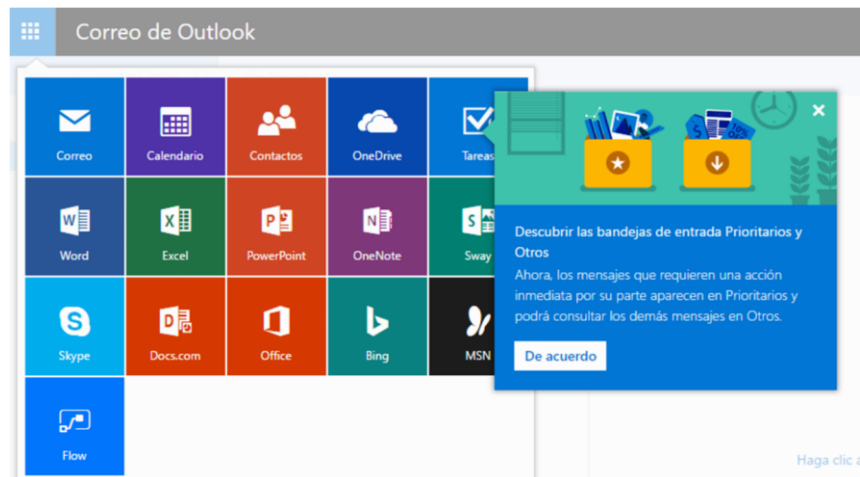 Correo de Outlook
Correo
Calendario
Contactos
OneDrive
Tareas
Word
Excel
PowerPoint
OneNote
Sway
Skype
Docs.com
Office
Bing
MSN
Flow
Descubrir las bandejas de entrada Prioritarios y
Otros
Ahora, los mensajes que requieren una acción
inmediata por su parte aparecen en Prioritarios y
podrá consultar los demás mensajes en Otros.
De acuerdo
Haga clic a